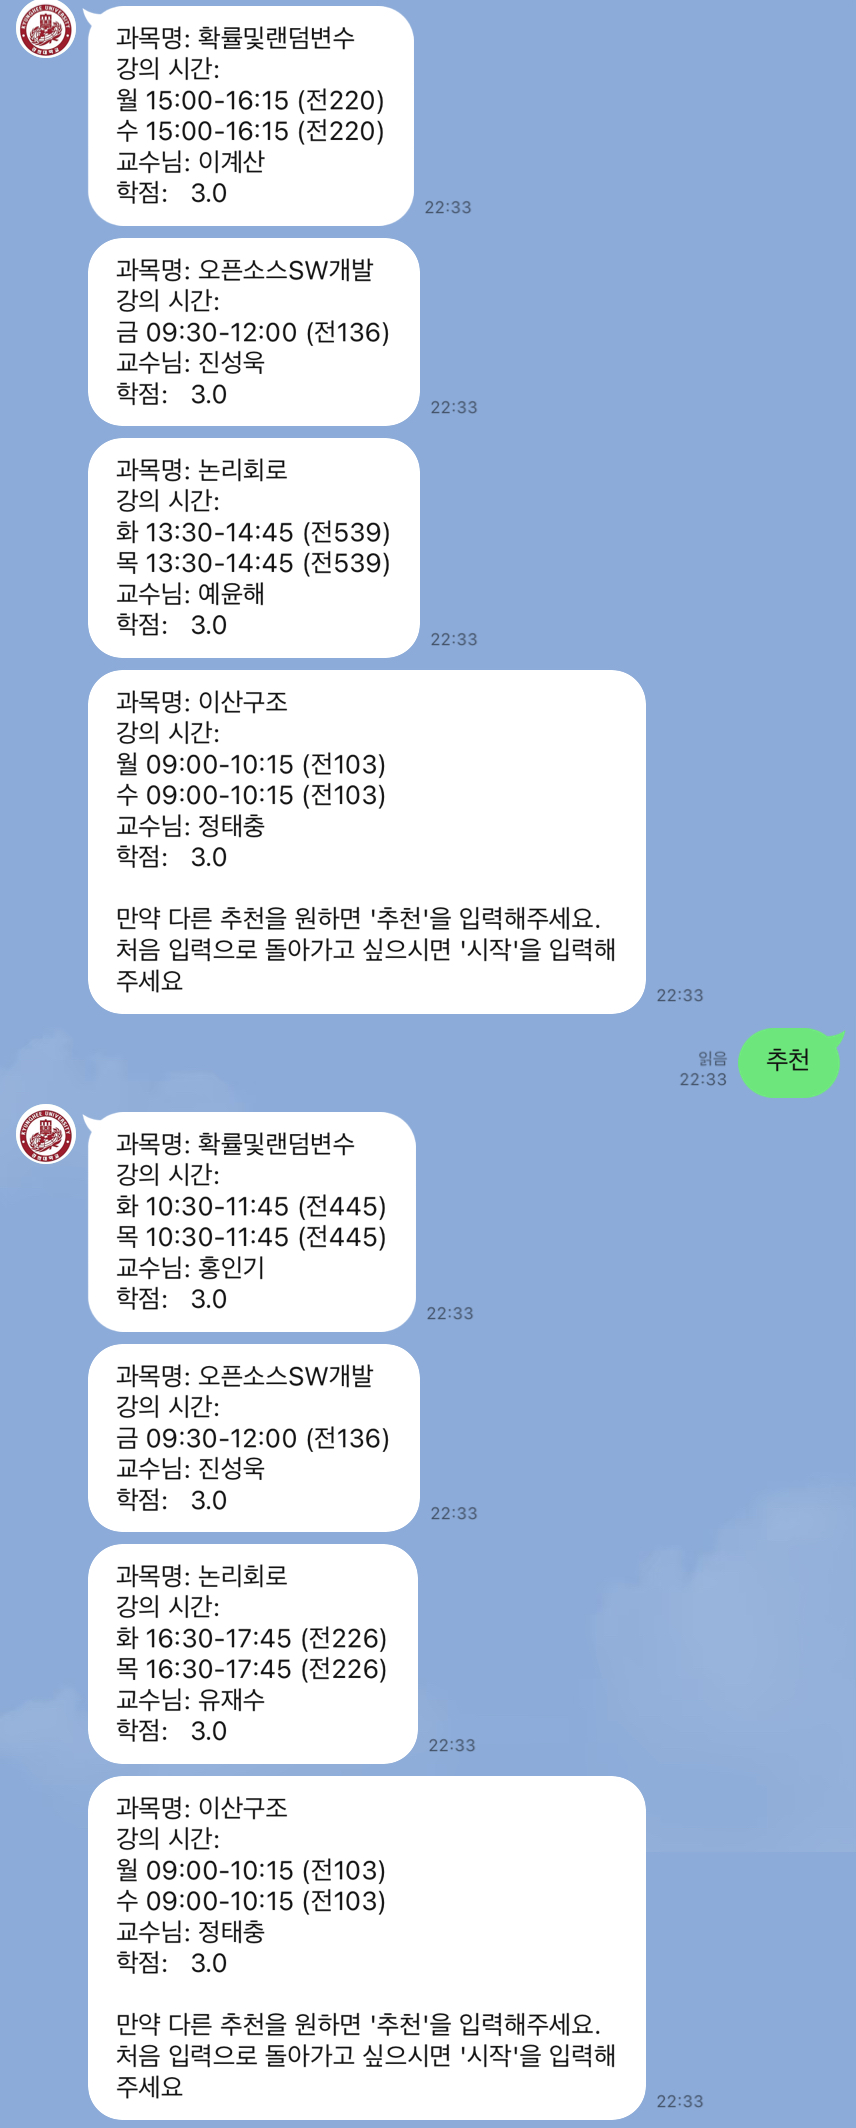 과목명: 확률및랜덤변수
강의 시간:
월 15:00-16:15 (전220)
수 15:00-16:15 (전220)
교수님: 이계산
학점: 3.0
22:33
과목명: 오픈소스SW개발
강의 시간:
금 09:30-12:00 (전136)
교수님: 진성욱
학점: 3.0
22:33
과목명: 논리회로
강의 시간:
화 13:30-14:45 (전539)
목 13:30-14:45 (전539)
교수님: 예윤해
학점: 3.0
22:33
과목명: 이산구조
강의 시간:
월 09:00-10:15 (전103)
수 09:00-10:15 (전103)
교수님: 정태충
학점: 3.0
만약 다른 추천을 원하면 '추천'을 입력해주세요.
처음 입력으로 돌아가고 싶으시면 '시작'을 입력해
주세요
22:33
추천
읽음
22:33
과목명: 확률및랜덤변수
강의 시간:
화 10:30-11:45 (전445)
목 10:30-11:45 (전445)
교수님: 홍인기
학점: 3.0
22:33
과목명: 오픈소스SW개발
강의 시간:
금 09:30-12:00 (전136)
교수님: 진성욱
학점: 3.0
22:33
과목명: 논리회로
강의 시간:
화 16:30-17:45 (전226)
목 16:30-17:45 (전226)
교수님: 유재수
학점: 3.0
22:33
과목명: 이산구조
강의 시간:
월 09:00-10:15 (전103)
수 09:00-10:15 (전103)
교수님: 정태충
학점: 3.0
만약 다른 추천을 원하면 '추천'을 입력해주세요.
처음 입력으로 돌아가고 싶으시면 '시작'을 입력해
주세요
22:33